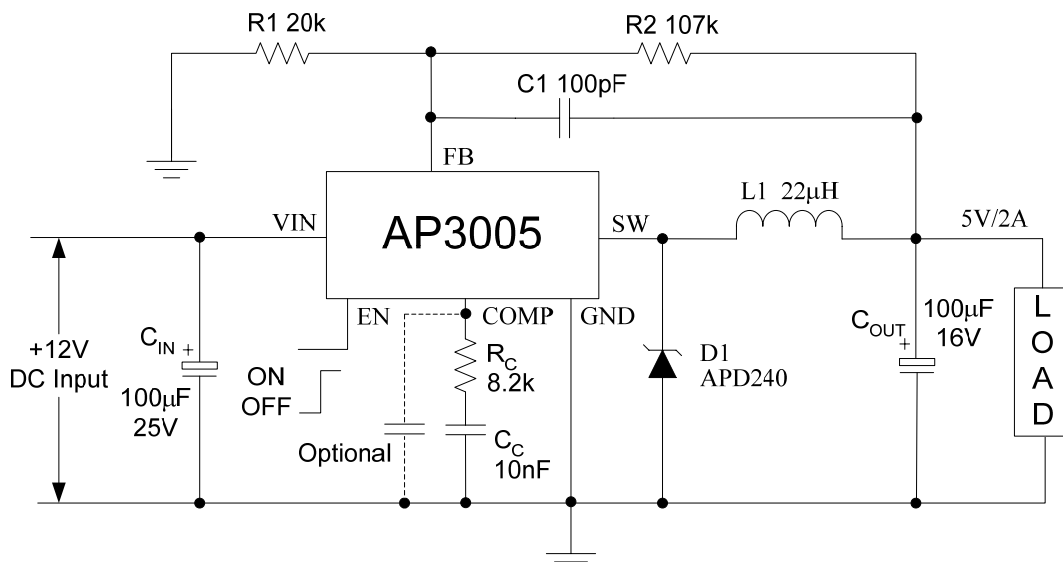 R1 20k
R2 107k
C1 100pF
FB
L1 22μH
VIN
AP3005
SW
5V/2A
EN
COMP
GND
+12V
DC Input
CIN
+
100μF
25V
ON
OFF
Optional
RC
8.2k
CC
10nF
D1
APD240
COUT
+
100μF
16V
LOAD